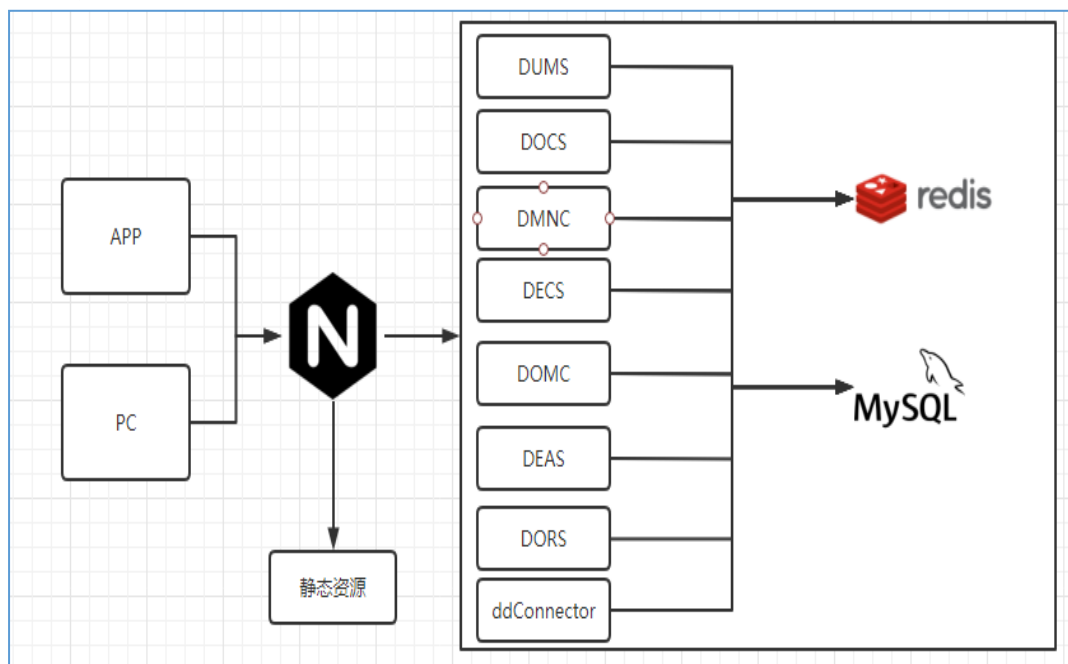 APP
PC
N
静态资源
DUMS
DOCS
DMNC
DECS
DOMC
DEAS
DORS
ddConnector
redis
MySQL